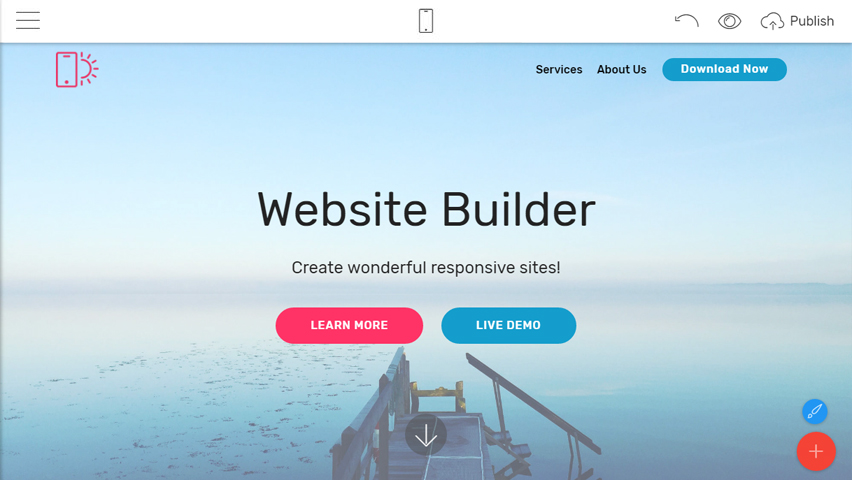 Publish
Services About Us Download Now
Website Builder
Create wonderful responsive sites!
LEARN MORE LIVE DEMO